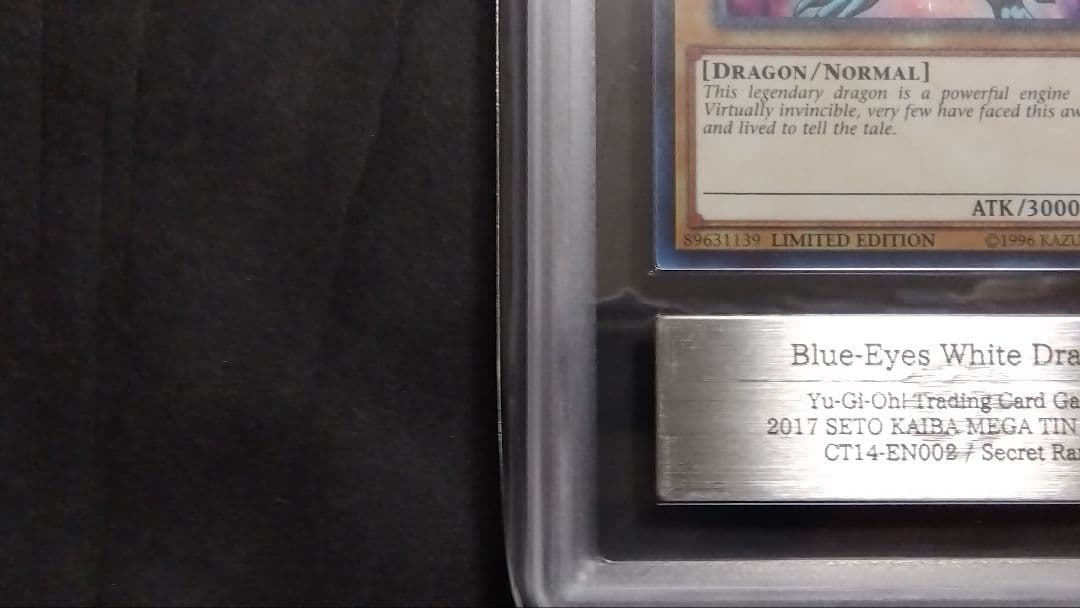 [DRAGON/NORMAL]
This legendary dragon is a powerful engine
Virtually invincible, very few have faced this aw
and lived to tell the tale.
ATK/3000
89631139 LIMITED EDITION ©1996 KAZU
Blue-Eyes White Dra
Yu-Gi-Oh! Trading Card Ga
2017 SETO KAIBA MEGA TIN
CT14-EN002 / Secret Ra